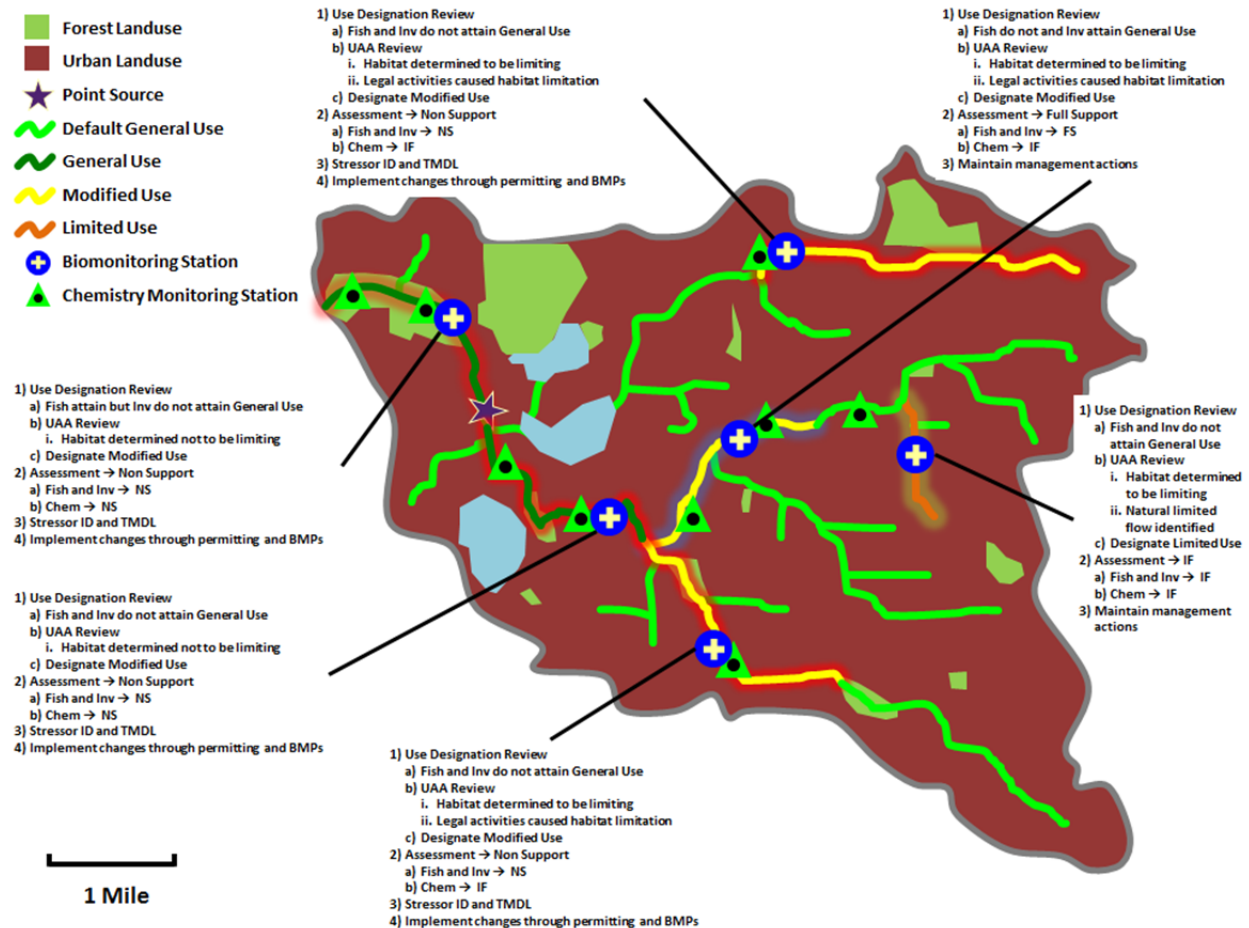 Forest Landuse
Urban Landuse
Point Source
Default General Use
General Use
Modified Use
Limited Use
Biomonitoring Station
Chemistry Monitoring Station
1) Use Designation Review
a) Fish and Inv do not attain General Use
b) UAA Review
i. Habitat determined to be limiting
ii. Legal activities caused habitat limitation
c) Designate Modified Use
2) Assessment → Non Support
a) Fish and Inv → NS
b) Chem → IF
3) Stressor ID and TMDL
4) Implement changes through permitting and BMPs
1) Use Designation Review
a) Fish do not and Inv attain General Use
b) UAA Review
i. Habitat determined to be limiting
ii. Legal activities caused habitat limitation
c) Designate Modified Use
2) Assessment → Full Support
a) Fish and Inv → FS
b) Chem → IF
3) Maintain management actions
1) Use Designation Review
a) Fish attain but Inv do not attain General Use
b) UAA Review
i. Habitat determined not to be limiting
c) Designate Modified Use
2) Assessment → Non Support
a) Fish and Inv → NS
b) Chem → NS
3) Stressor ID and TMDL
4) Implement changes through permitting and BMPs
1) Use Designation Review
a) Fish and Inv do not
attain General Use
b) UAA Review
i. Habitat determined
to be limiting
ii. Natural limited
flow identified
c) Designate Limited Use
2) Assessment → IF
a) Fish and Inv → IF
b) Chem → IF
3) Maintain management
actions
1) Use Designation Review
a) Fish and Inv do not attain General Use
b) UAA Review
i. Habitat determined not to be limiting
c) Designate Modified Use
2) Assessment → Non Support
a) Fish and Inv → NS
b) Chem → NS
3) Stressor ID and TMDL
4) Implement changes through permitting and BMPs
1) Use Designation Review
a) Fish and Inv do not attain General Use
b) UAA Review
i. Habitat determined to be limiting
ii. Legal activities caused habitat limitation
c) Designate Modified Use
2) Assessment → Non Support
a) Fish and Inv → NS
b) Chem → IF
3) Stressor ID and TMDL
4) Implement changes through permitting and BMPs
1 Mile